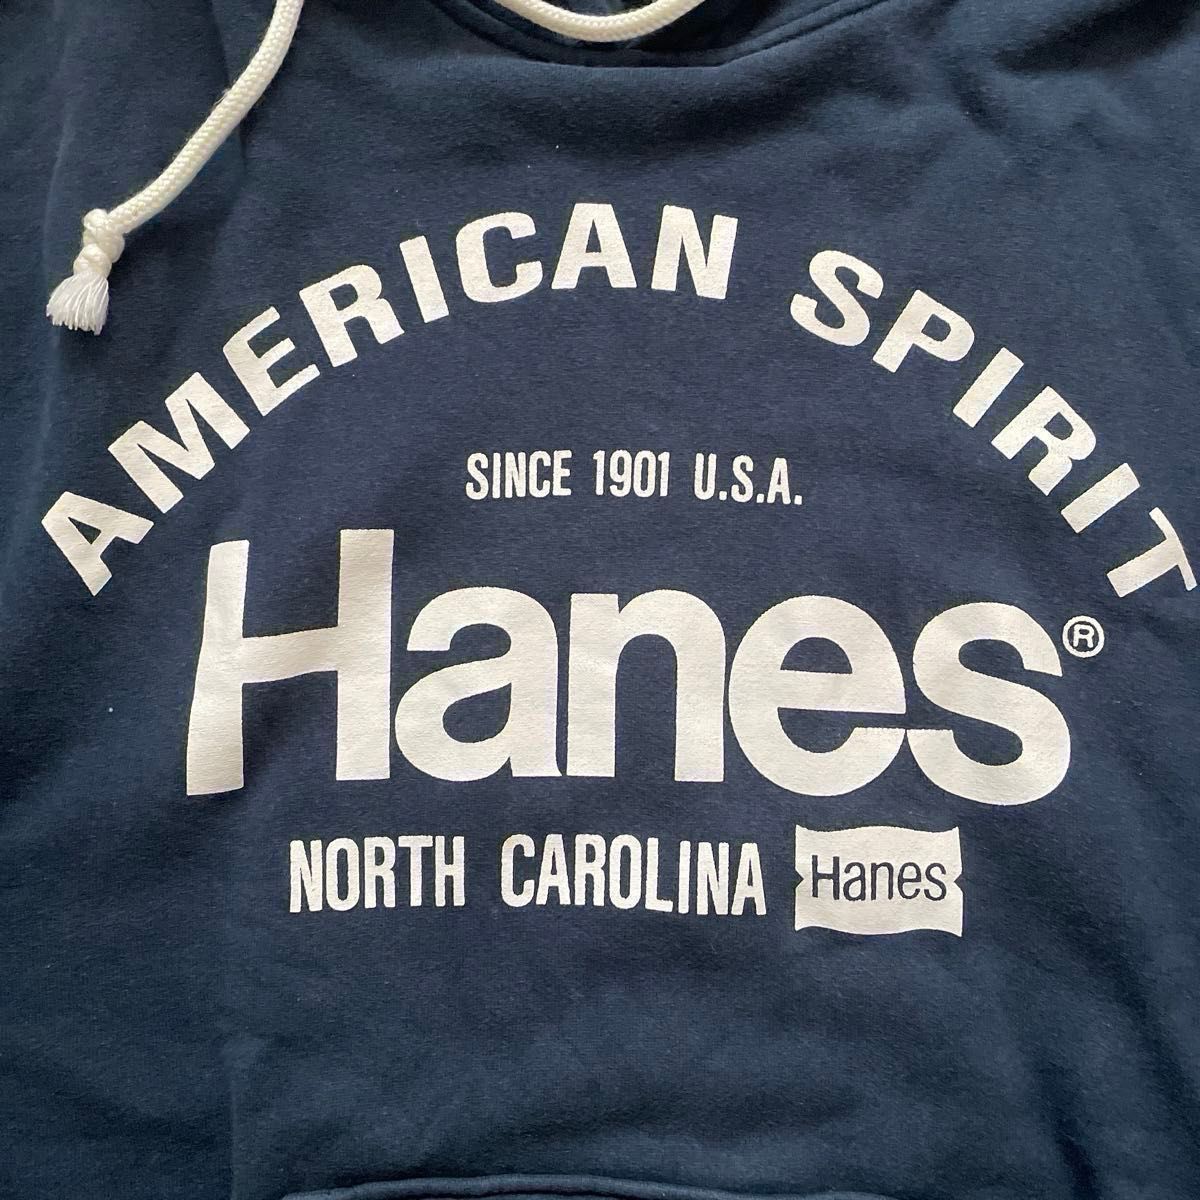 AMERICAN SPIRIT
SINCE 1901 U.S.A.
Hanes®
NORTH CAROLINA Hanes